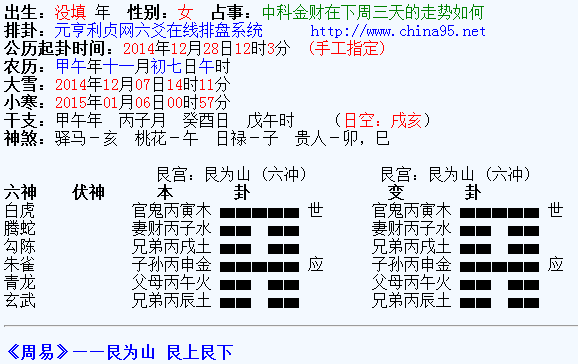 出生：没填 年 性别：女 占事：中科金财在下周三天的走势如何
排卦：元亨利贞网六爻在线排盘系统 http://www.china95.net
公历起卦时间：2014年12月28日12时3分 （手工指定）
农历：甲午年十一月初七日午时
大雪：2014年12月07日14时11分
小寒：2015年01月06日00时57分
干支：甲午年 丙子月 癸酉日 戊午时 （日空：戌亥）
神煞：驿马－亥 桃花－午 日禄－子 贵人－卯，巳
艮宫：艮为山（六冲） 艮宫：艮为山（六冲）
六神 伏神 本 卦 变 卦
白虎 官鬼丙寅木 世 官鬼丙寅木 世
腾蛇 妻财丙子水 妻财丙子水
勾陈 兄弟丙戌土 兄弟丙戌土
朱雀 子孙丙申金 应 子孙丙申金 应
青龙 父母丙午火 父母丙午火
玄武 兄弟丙辰土 兄弟丙辰土
《周易》－－艮为山 艮上艮下